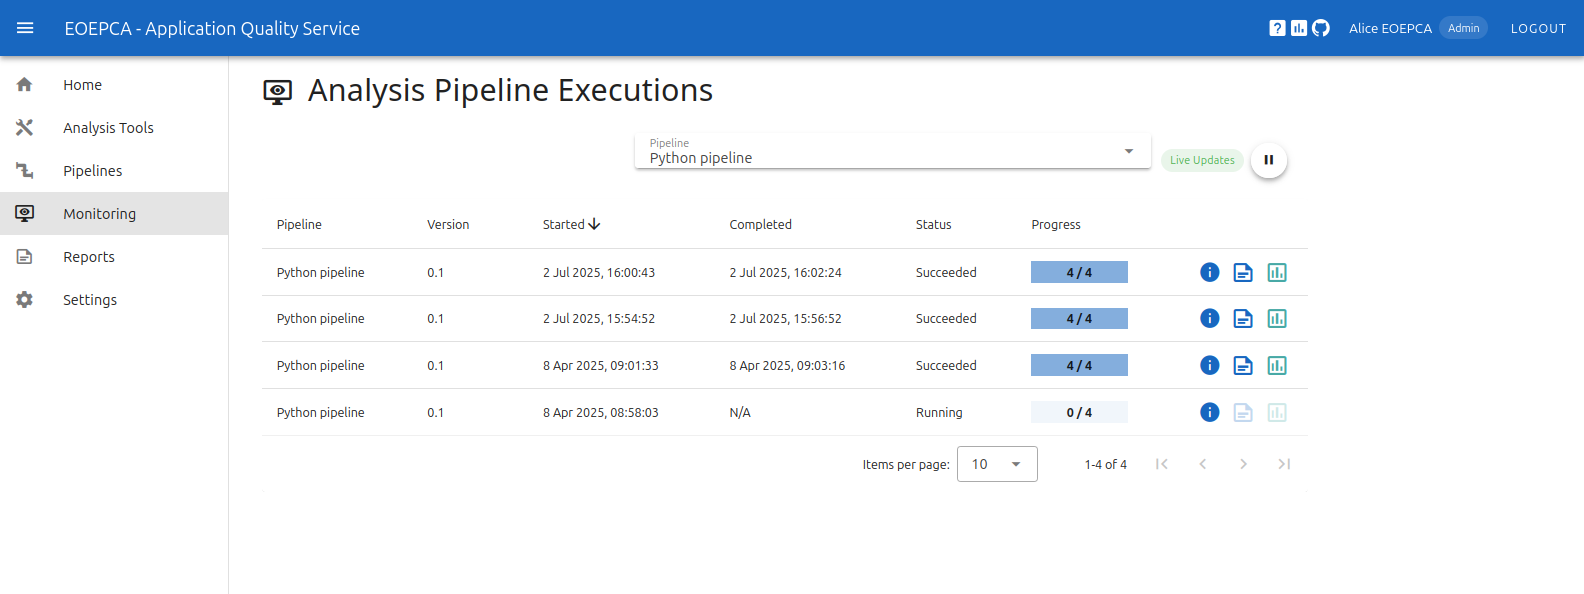 EOEPCA - Application Quality Service
Alice EOEPCA Admin LOGOUT
Home
Analysis Tools
Pipelines
Monitoring
Reports
Settings
Analysis Pipeline Executions
Pipeline
Python pipeline
Live Updates
Pipeline Version Started Completed Status Progress
Python pipeline 0.1 2 Jul 2025, 16:00:43 2 Jul 2025, 16:02:24 Succeeded 4 / 4
Python pipeline 0.1 2 Jul 2025, 15:54:52 2 Jul 2025, 15:56:52 Succeeded 4 / 4
Python pipeline 0.1 8 Apr 2025, 09:01:33 8 Apr 2025, 09:03:16 Succeeded 4 / 4
Python pipeline 0.1 8 Apr 2025, 08:58:03 N/A Running 0 / 4
Items per page: 10 1-4 of 4